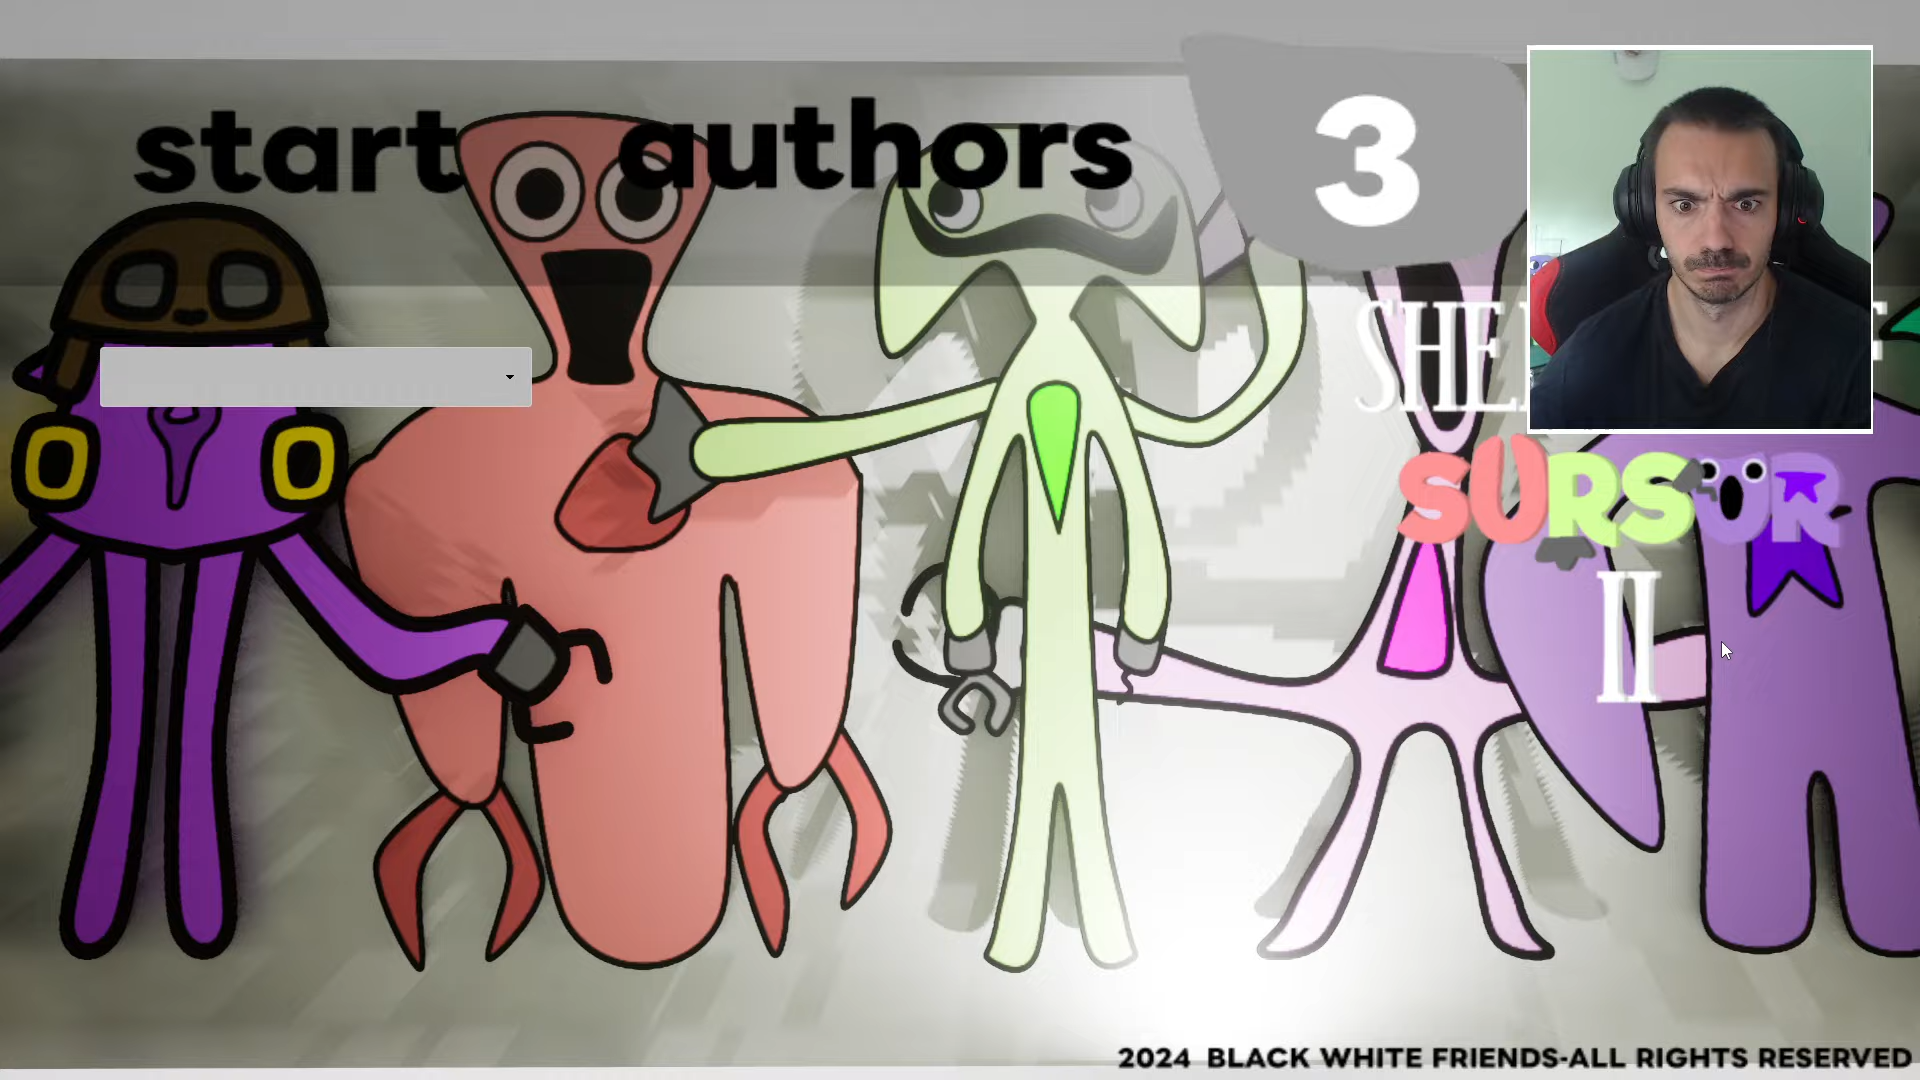 start authors 3
SURSUR
II
2024 BLACK WHITE FRIENDS-ALL RIGHTS RESERVED